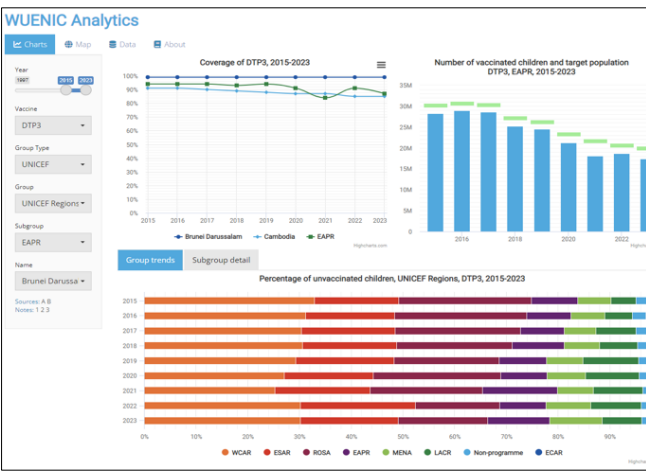 WUENIC Analytics
Charts Map Data About
Year
1997 2015 2023
Vaccine
DTP3
Group Type
UNICEF
Group
UNICEF Regions
Subgroup
EAPR
Name
Brunei Darussa
Sources: A B
Notes: 1 2 3
Coverage of DTP3, 2015-2023
100%
90%
80%
70%
60%
50%
40%
30%
20%
10%
0%
2015 2016 2017 2018 2019 2020 2021 2022 2023
Brunei Darussalam Cambodia EAPR
Highcharts.com
Number of vaccinated children and target population
DTP3, EAPR, 2015-2023
35M
30M
25M
20M
15M
10M
5M
0
2016 2018 2020 2022
Group trends Subgroup detail
Percentage of unvaccinated children, UNICEF Regions, DTP3, 2015-2023
2015
2016
2017
2018
2019
2020
2021
2022
2023
0% 10% 20% 30% 40% 50% 60% 70% 80% 90%
WCAR ESAR ROSA EAPR MENA LACR Non-programme ECAR